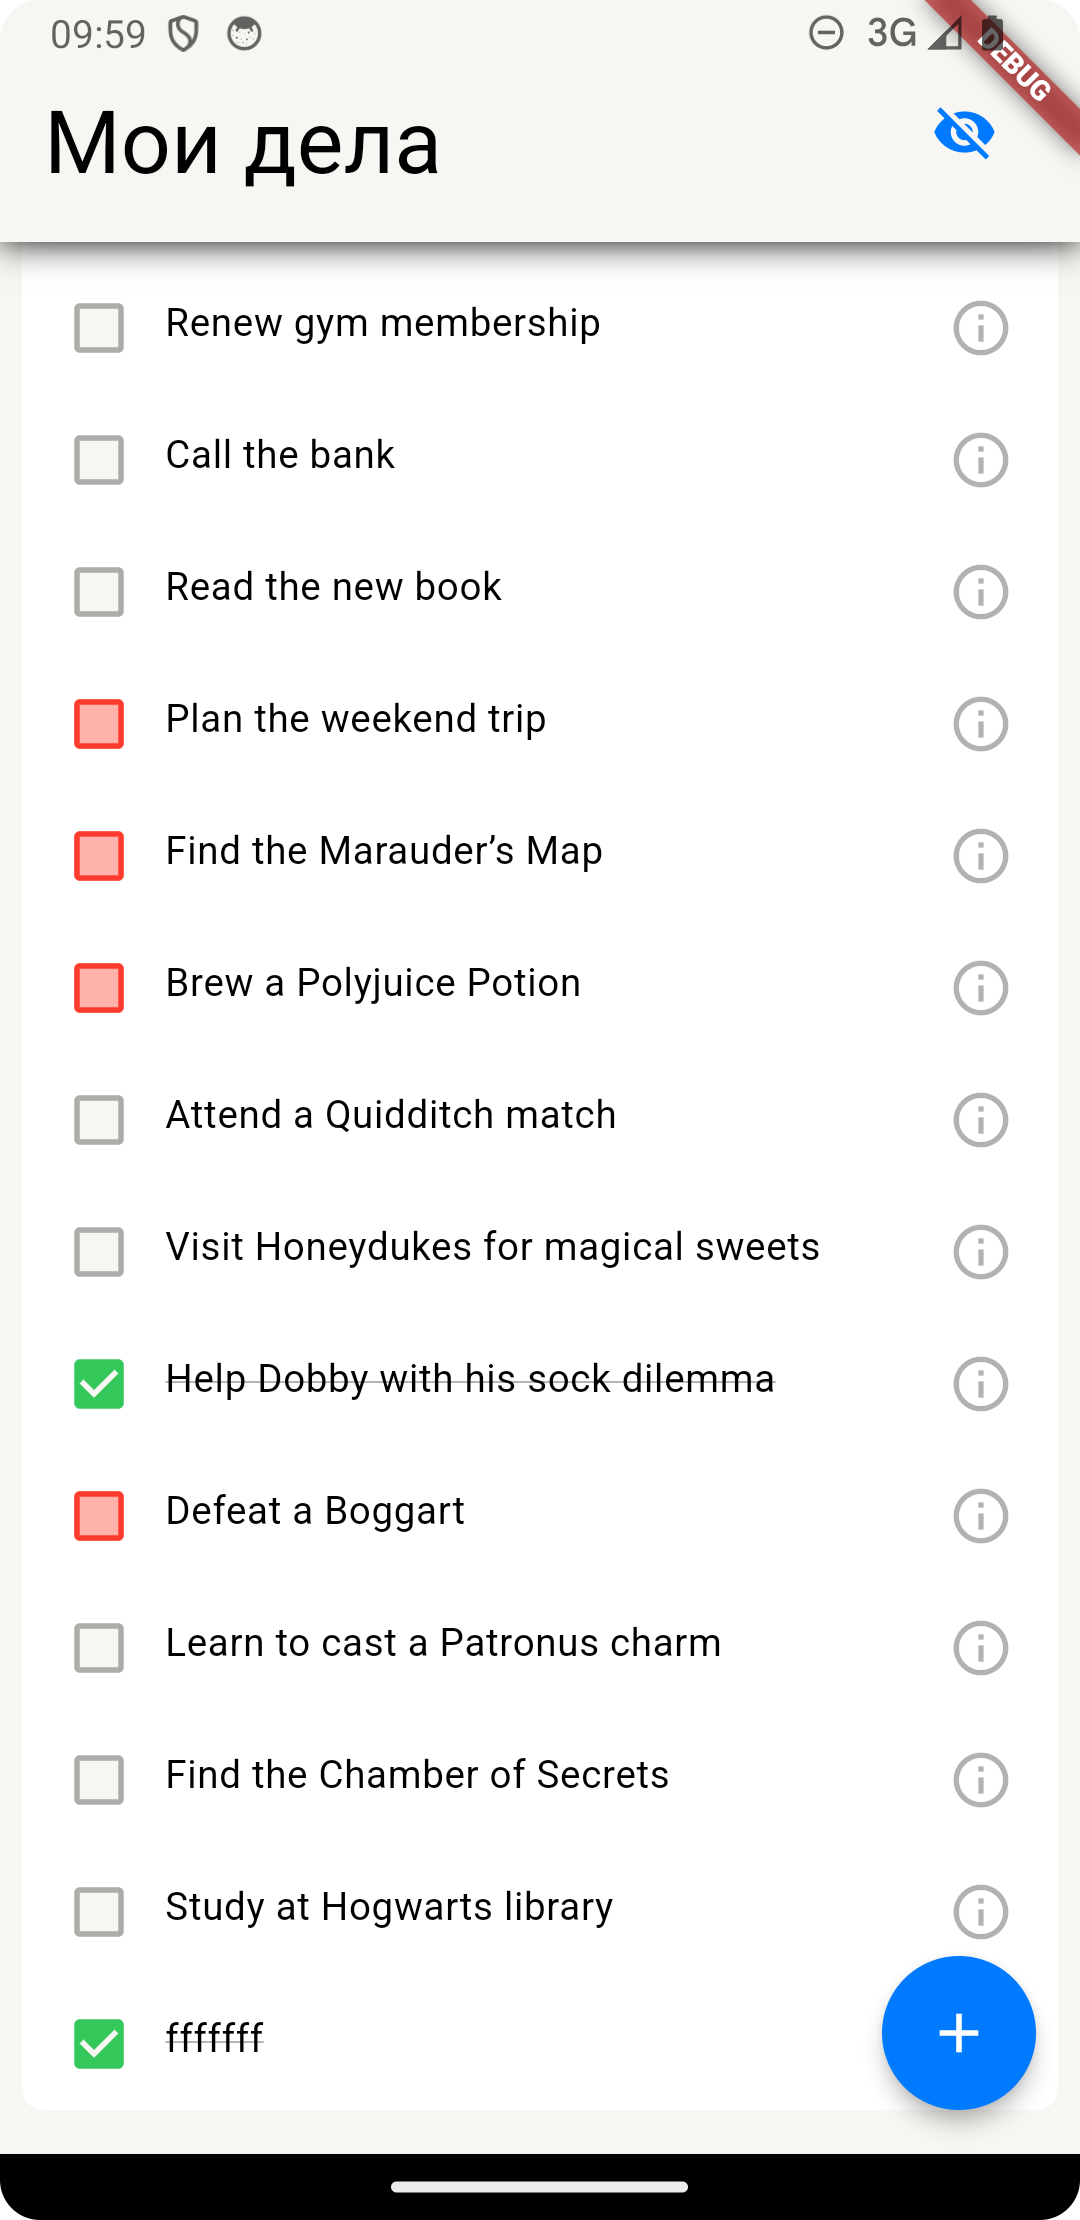 09:59
3G
DEBUG
Мои дела
Renew gym membership
Call the bank
Read the new book
Plan the weekend trip
Find the Marauder’s Map
Brew a Polyjuice Potion
Attend a Quidditch match
Visit Honeydukes for magical sweets
Help Dobby with his sock dilemma
Defeat a Boggart
Learn to cast a Patronus charm
Find the Chamber of Secrets
Study at Hogwarts library
fffffff